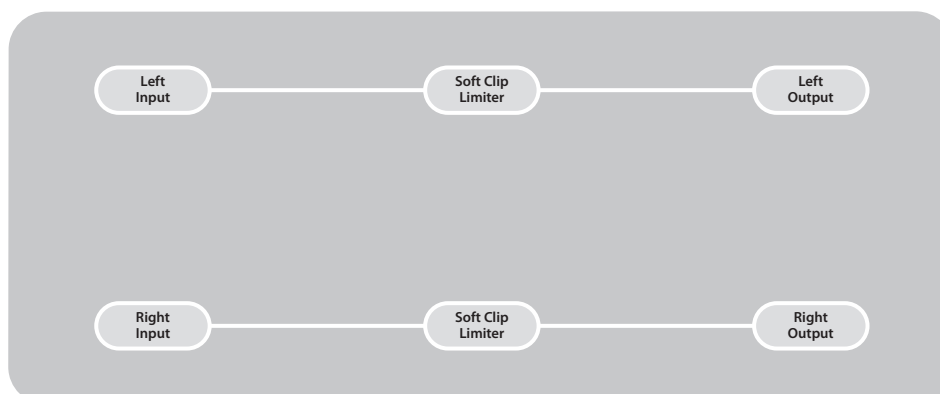 Left
Input
Soft Clip
Limiter
Left
Output
Right
Input
Soft Clip
Limiter
Right
Output